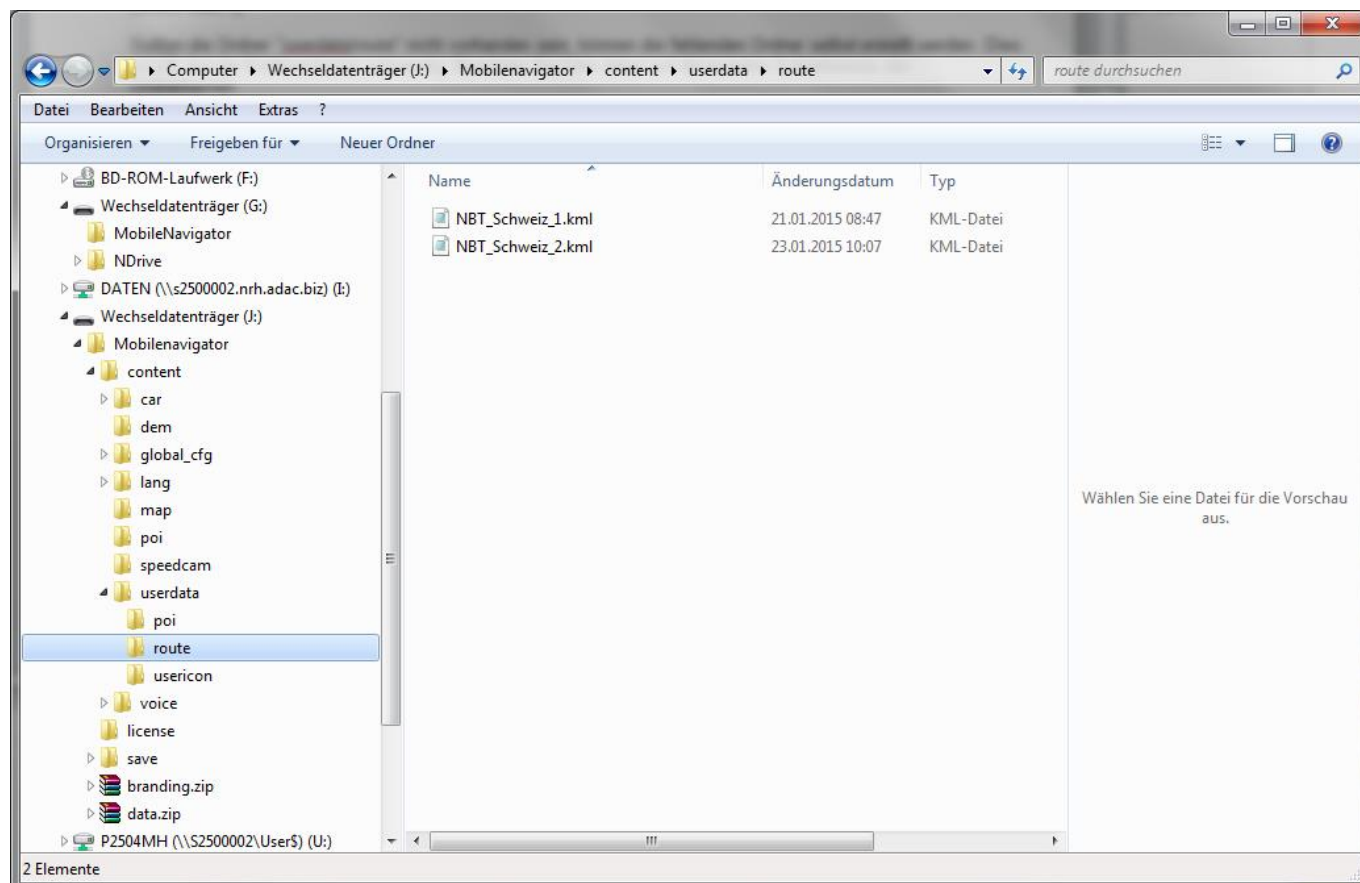 Computer ▸ Wechseldatenträger (J:) ▸ Mobilenavigator ▸ content ▸ userdata ▸ route
route durchsuchen
Datei Bearbeiten Ansicht Extras ?
Organisieren Freigeben für Neuer Ordner
BD-ROM-Laufwerk (F:)
Wechseldatenträger (G:)
MobileNavigator
NDrive
DATEN (\\s2500002.nrh.adac.biz) (I:)
Wechseldatenträger (J:)
Mobilenavigator
content
car
dem
global_cfg
lang
map
poi
speedcam
userdata
poi
route
usericon
voice
license
save
branding.zip
data.zip
P2504MH (\\S2500002\User$) (U:)
Name Änderungsdatum Typ
NBT_Schweiz_1.kml 21.01.2015 08:47 KML-Datei
NBT_Schweiz_2.kml 23.01.2015 10:07 KML-Datei
Wählen Sie eine Datei für die Vorschau
aus.
2 Elemente